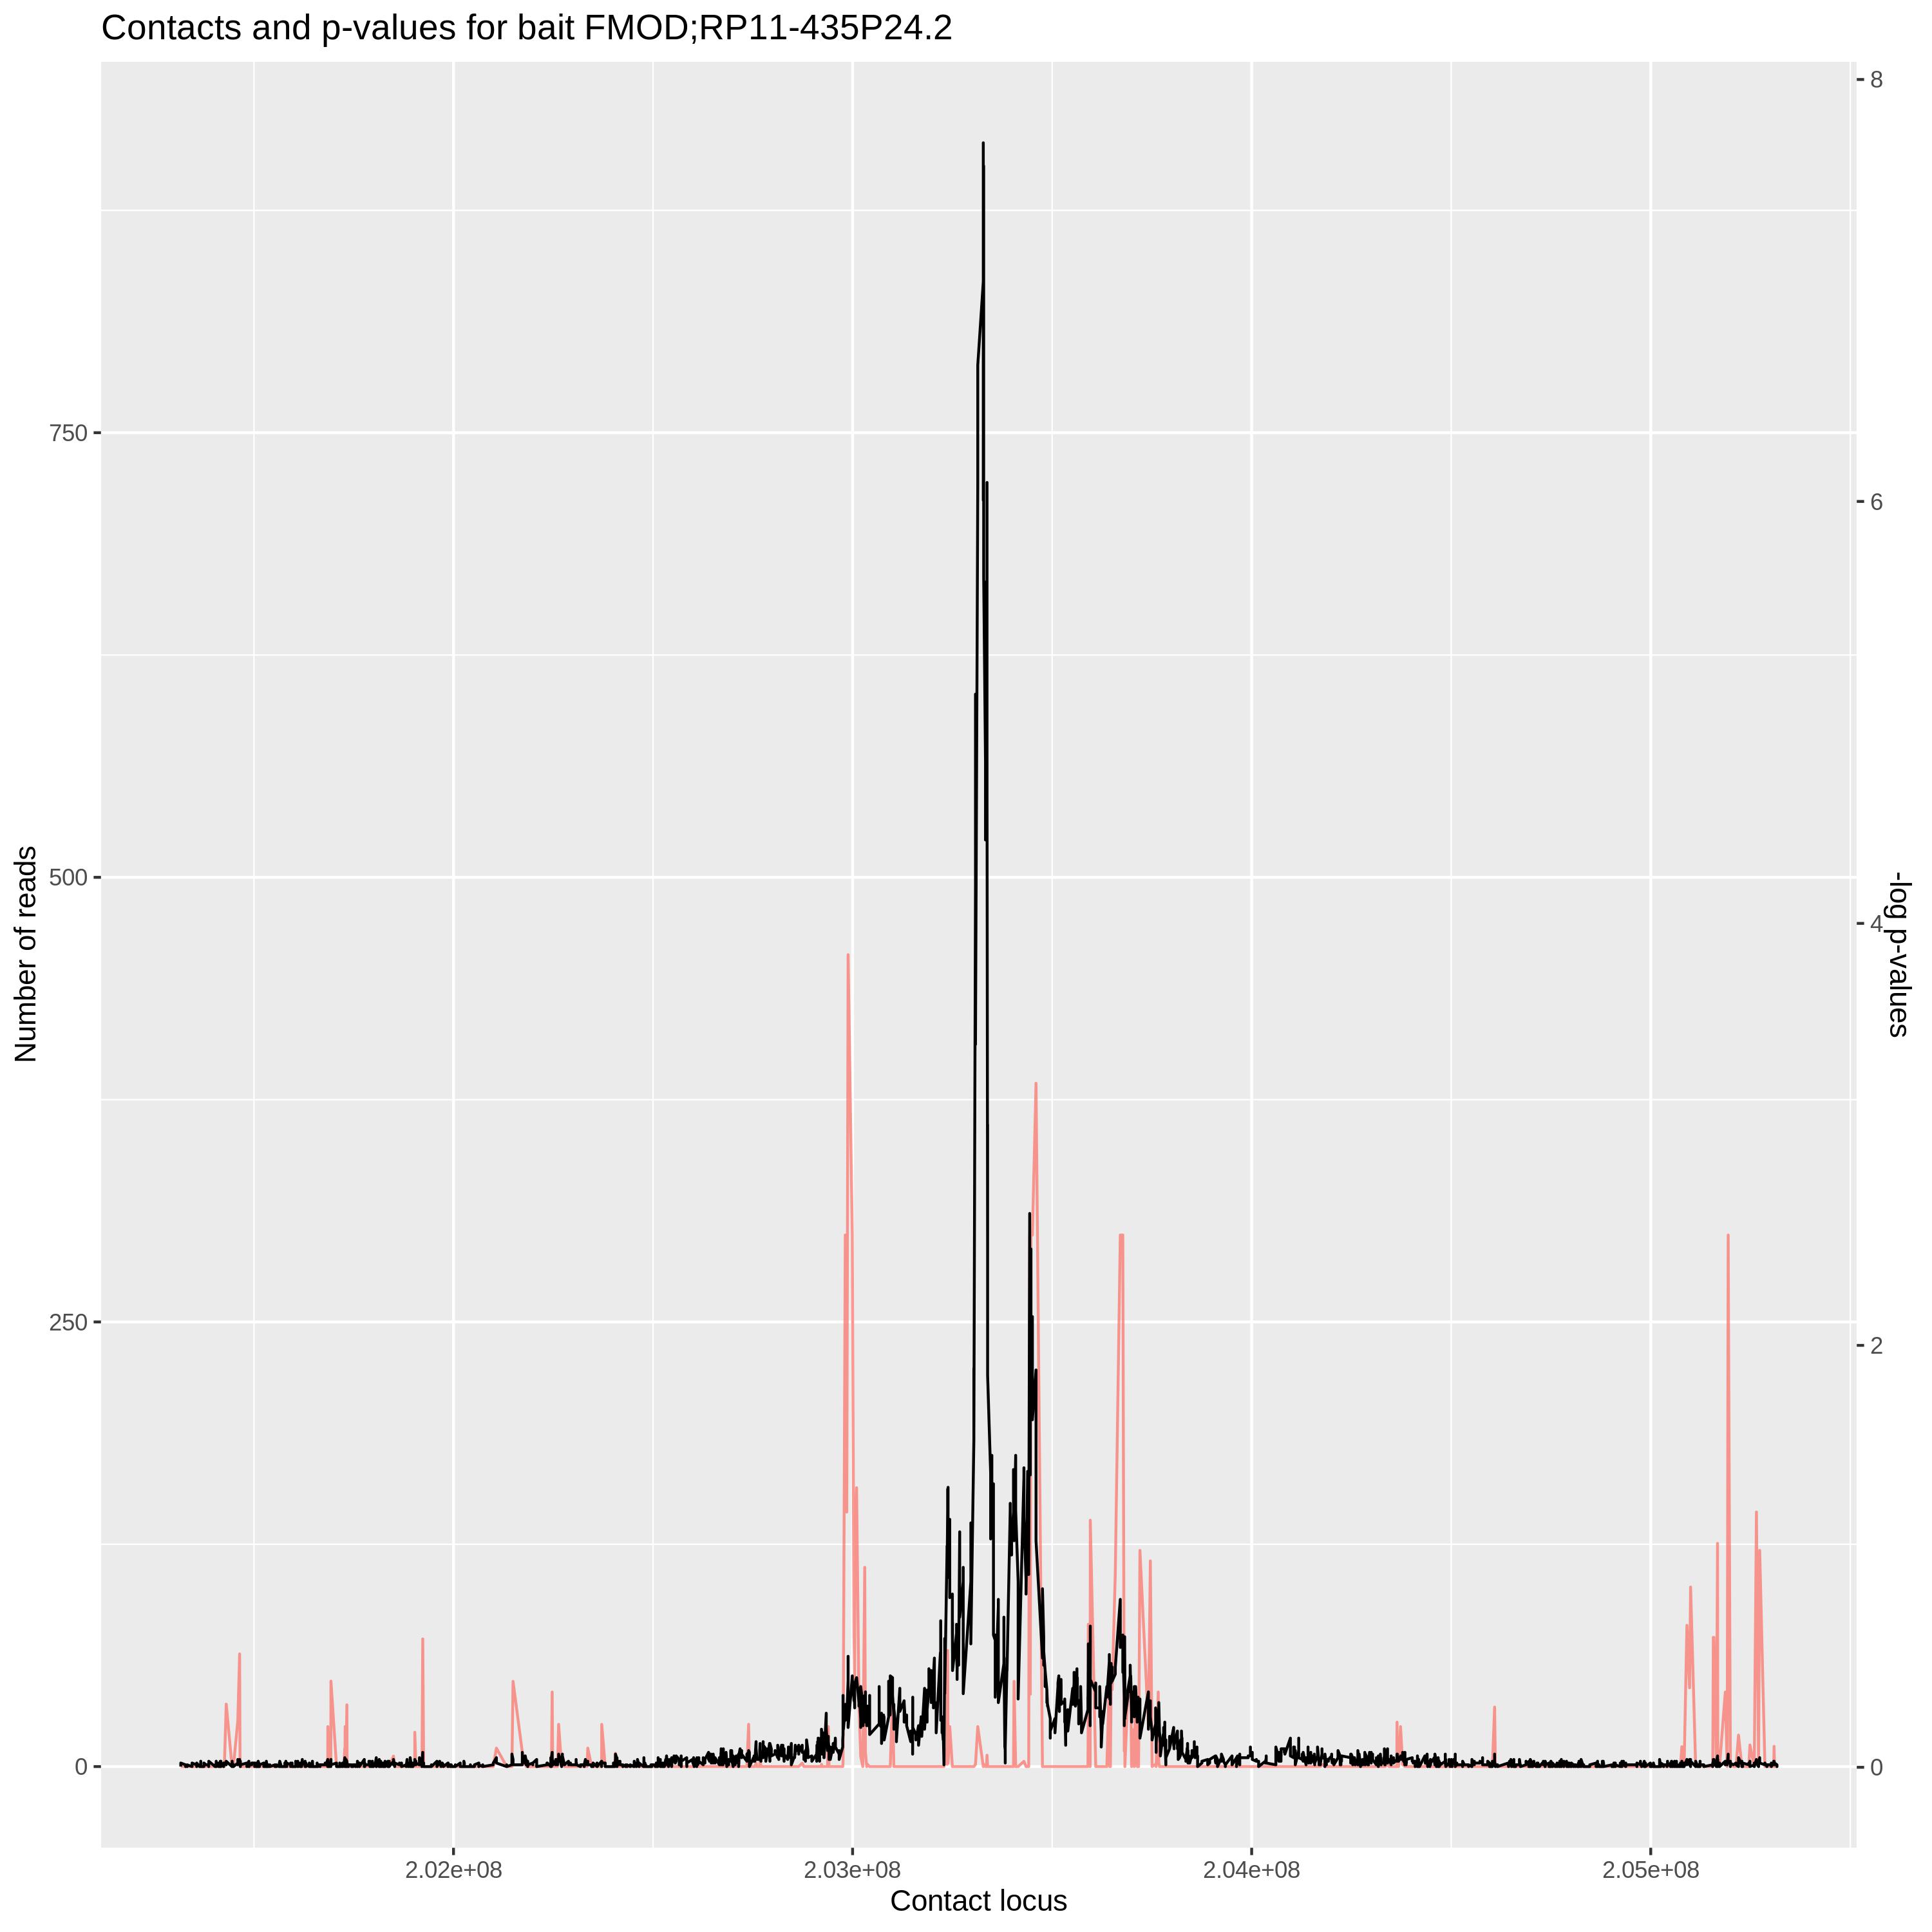 Contacts and p-values for bait FMOD;RP11-435P24.2
8
750
6
500
4
250
2
0
0
Number of reads
-log p-values
2.02e+08
2.03e+08
2.04e+08
2.05e+08
Contact locus